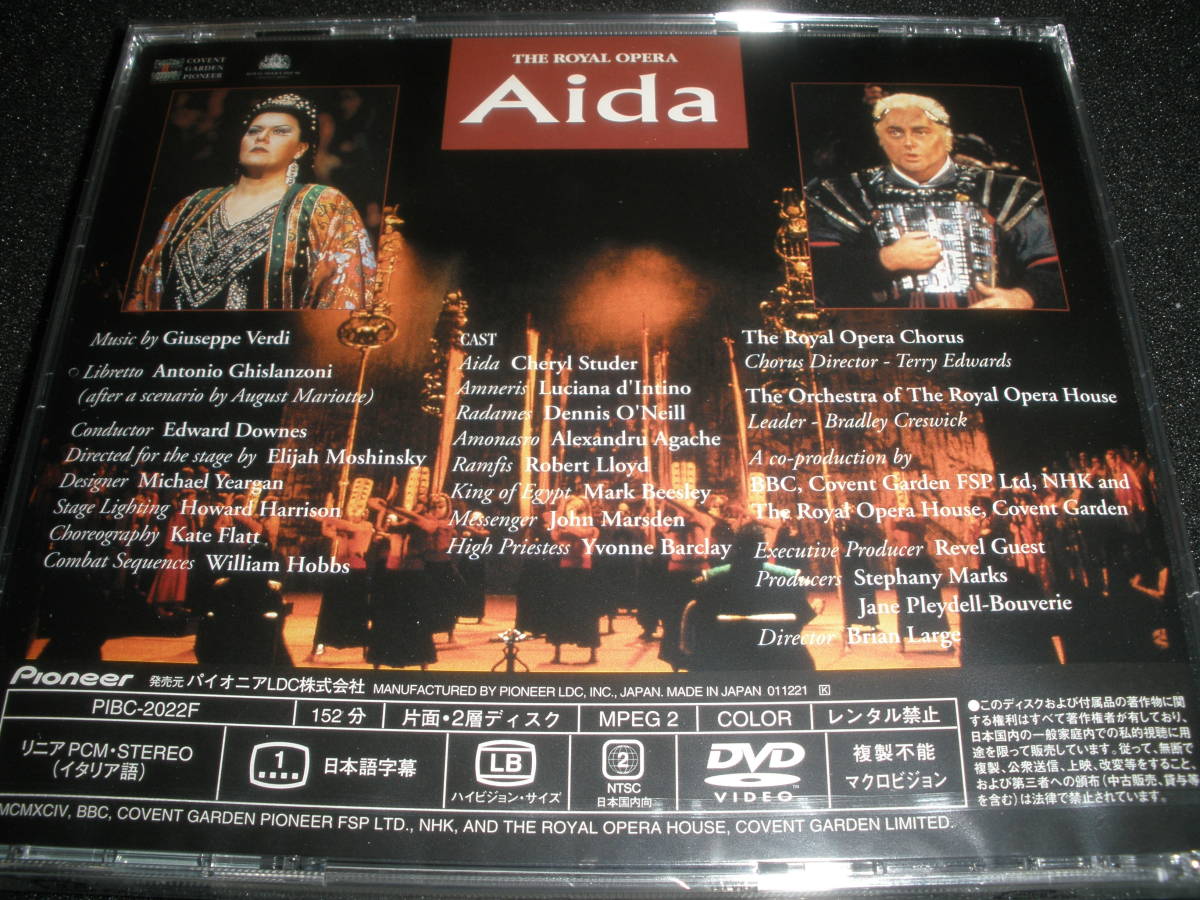 COVENT
GARDEN
PIONEER
THE ROYAL OPERA
Aida
Music by Giuseppe Verdi
Libretto Antonio Ghislanzoni
(after a scenario by August Mariotte)
Conductor Edward Downes
Directed for the stage by Elijah Moshinsky
Designer Michael Yeargan
Stage Lighting Howard Harrison
Choreography Kate Flatt
Combat Sequences William Hobbs
CAST
Aida Cheryl Studer
Amneris Luciana d'Intino
Radames Dennis O'Neill
Amonasro Alexandru Agache
Ramfis Robert Lloyd
King of Egypt Mark Beesley
Messenger John Marsden
High Priestess Yvonne Barclay
The Royal Opera Chorus
Chorus Director - Terry Edwards
The Orchestra of The Royal Opera House
Leader - Bradley Creswick
A co-production by
BBC, Covent Garden FSP Ltd, NHK and
The Royal Opera House, Covent Garden
Executive Producer Revel Guest
Producers Stephany Marks
Jane Pleydell-Bouverie
Director Brian Large
Pioneer 発売元 パイオニアLDC株式会社 MANUFACTURED BY PIONEER LDC, INC., JAPAN. MADE IN JAPAN 011221 K
PIBC-2022F 152分 片面・2層ディスク MPEG 2 COLOR レンタル禁止
リニアPCM・STEREO
(イタリア語)
1 日本語字幕
LB
ハイビジョン・サイズ
2
NTSC
日本国内向
DVD
VIDEO
TM
複製不能
マクロビジョン
●このディスクおよび付属品の著作物に関
する権利はすべて著作権者が有しており、
日本国内の一般家庭内での私的視聴に用
途を限って販売しています。従って、無断で
複製、公衆送信、上映、改変等をすること、
および第三者への頒布(中古販売、貸与等
を含む)は法律で禁止されています。
MCMXCIV, BBC, COVENT GARDEN PIONEER FSP LTD., NHK, AND THE ROYAL OPERA HOUSE, COVENT GARDEN LIMITED.